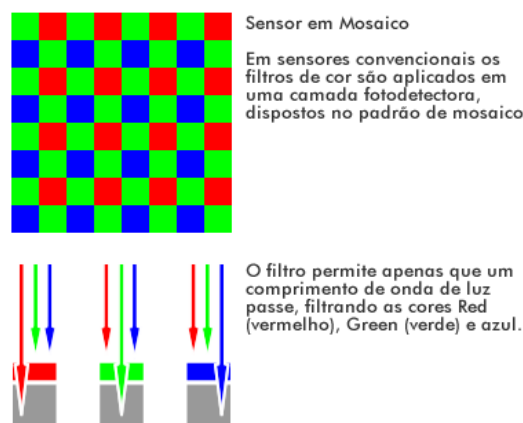 Sensor em Mosaico
Em sensores convencionais os
filtros de cor são aplicados em
uma camada fotodetectora,
dispostos no padrão de mosaico
O filtro permite apenas que um
comprimento de onda de luz
passe, filtrando as cores Red
(vermelho), Green (verde) e azul.